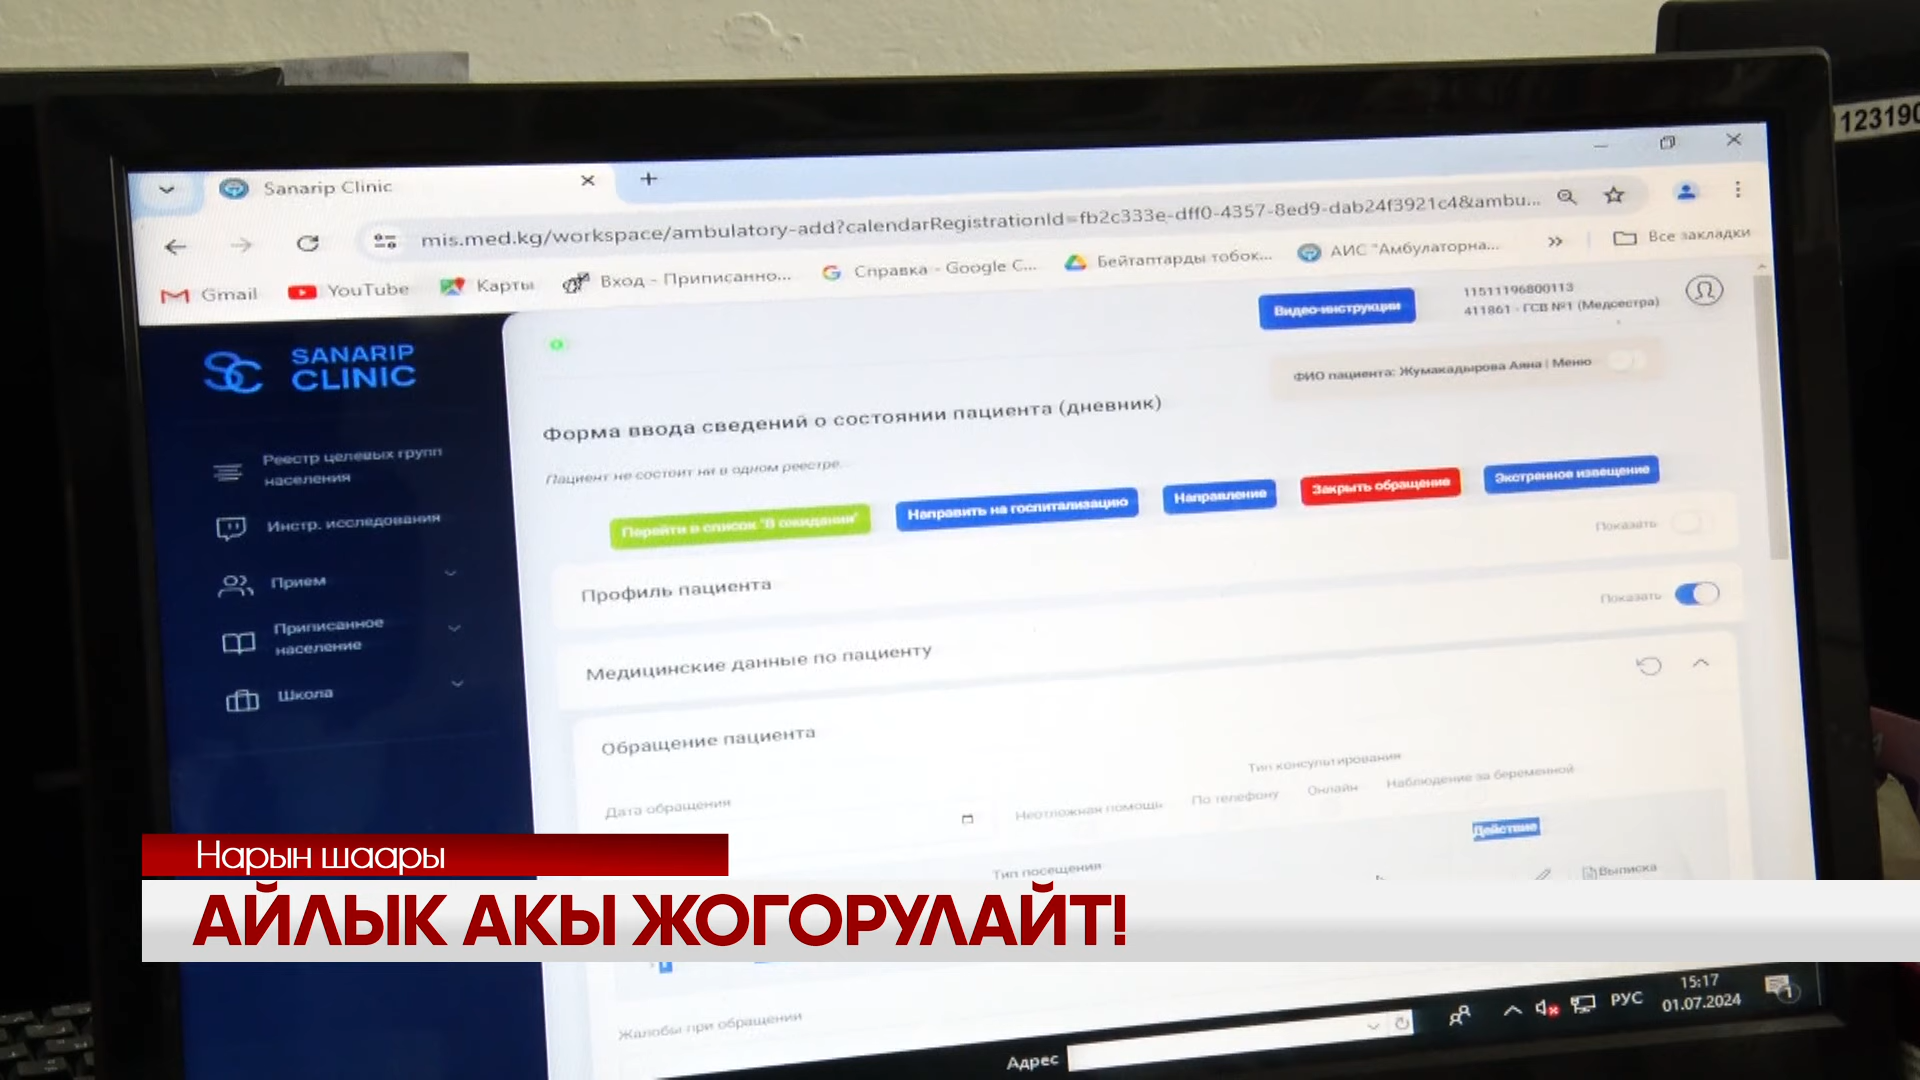 123190
Sanarip Clinic
mis.med.kg/workspace/ambulatory-add?calendarRegistrationId=fb2c333e-dff0-4357-8ed9-dab24f3921c4&ambu...
Gmail
YouTube
Карты
Вход - Приписанно...
Справка - Google С...
Бейтаптарды тобок...
АИС "Амбулаторна...
Все закладки
SANARIP
CLINIC
Видео-инструкции
11511196800113
411861 - ГСВ №1 (Медсестра)
ФИО пациента: Жумакадырова Аяна | Меню
Форма ввода сведений о состоянии пациента (дневник)
Пациент не состоит ни в одном реестре.
Реестр целевых групп
населения
Инстр. исследования
Прием
Приписанное
население
Школа
Перейти в список "В ожидании"
Направить на госпитализацию
Направление
Закрыть обращение
Экстренное извещение
Показать
Профиль пациента
Показать
Медицинские данные по пациенту
Обращение пациента
Тип консультирования
Дата обращения
Неотложная помощь
По телефону
Онлайн
Наблюдение за беременной
Действие
Тип посещения
Выписка
Нарын шаары
АЙЛЫК АКЫ ЖОГОРУЛАЙТ!
Жалобы при обращении
Адрес
РУС
15:17
01.07.2024
1